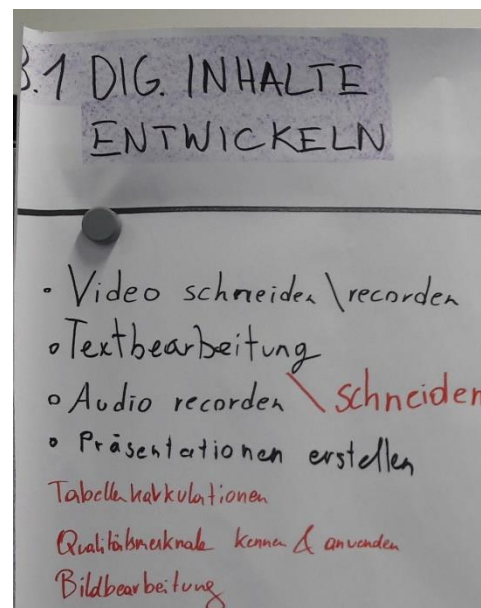 3.1 DIG. INHALTE
ENTWICKELN
• Video schneiden \ recorden
• Textbearbeitung
• Audio recorden \ schneiden
• Präsentationen erstellen
Tabellenkalkulationen
Qualitätsmerkmale kennen & anwenden
Bildbearbeitung